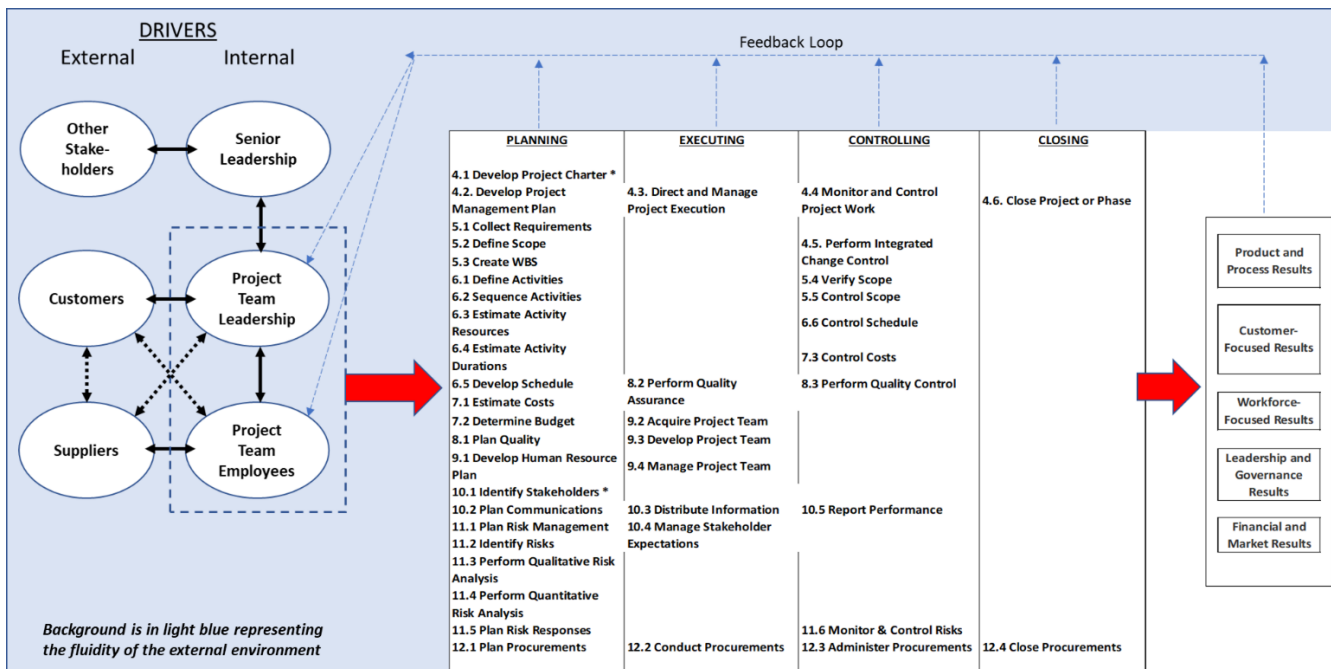 DRIVERS
External
Internal
Other
Stake-
holders
Senior
Leadership
Customers
Project
Team
Leadership
Suppliers
Project
Team
Employees
Background is in light blue representing
the fluidity of the external environment
Feedback Loop
PLANNING
4.1 Develop Project Charter *
4.2. Develop Project
Management Plan
5.1 Collect Requirements
5.2 Define Scope
5.3 Create WBS
6.1 Define Activities
6.2 Sequence Activities
6.3 Estimate Activity
Resources
6.4 Estimate Activity
Durations
6.5 Develop Schedule
7.1 Estimate Costs
7.2 Determine Budget
8.1 Plan Quality
9.1 Develop Human Resource
Plan
10.1 Identify Stakeholders *
10.2 Plan Communications
11.1 Plan Risk Management
11.2 Identify Risks
11.3 Perform Qualitative Risk
Analysis
11.4 Perform Quantitative
Risk Analysis
11.5 Plan Risk Responses
12.1 Plan Procurements
EXECUTING
4.3. Direct and Manage
Project Execution
8.2 Perform Quality
Assurance
9.2 Acquire Project Team
9.3 Develop Project Team
9.4 Manage Project Team
10.3 Distribute Information
10.4 Manage Stakeholder
Expectations
12.2 Conduct Procurements
CONTROLLING
4.4 Monitor and Control
Project Work
4.5. Perform Integrated
Change Control
5.4 Verify Scope
5.5 Control Scope
6.6 Control Schedule
7.3 Control Costs
8.3 Perform Quality Control
10.5 Report Performance
11.6 Monitor & Control Risks
12.3 Administer Procurements
CLOSING
4.6. Close Project or Phase
12.4 Close Procurements
Product and
Process Results
Customer-
Focused Results
Workforce-
Focused Results
Leadership and
Governance
Results
Financial and
Market Results